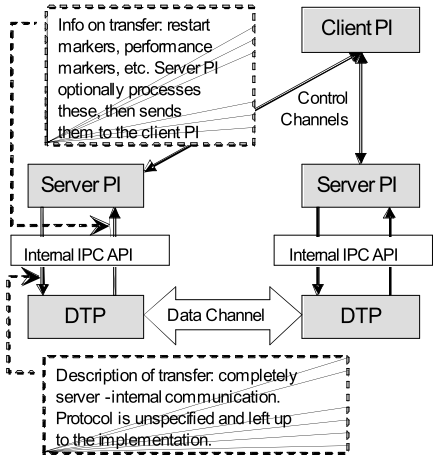 Info on transfer: restart
markers, performance
markers, etc. Server PI
optionally processes
these, then sends
them to the client PI
Client PI
Control
Channels
Server PI
Server PI
Internal IPC API
Internal IPC API
DTP
Data Channel
DTP
Description of transfer: completely
server -internal communication.
Protocol is unspecified and left up
to the implementation.